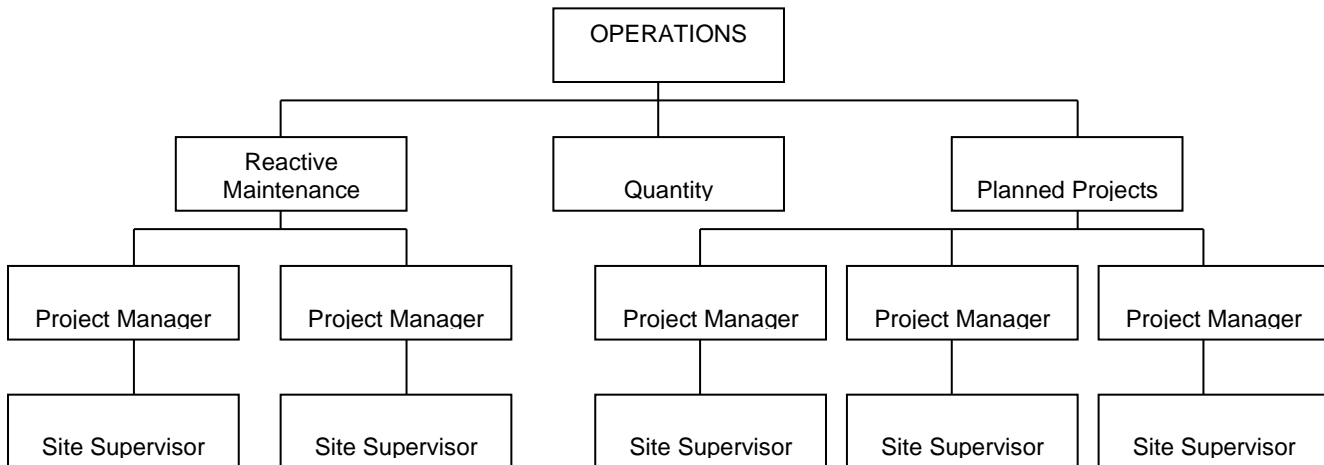 OPERATIONS
Reactive
Maintenance
Quantity
Planned Projects
Project Manager
Project Manager
Project Manager
Project Manager
Project Manager
Site Supervisor
Site Supervisor
Site Supervisor
Site Supervisor
Site Supervisor